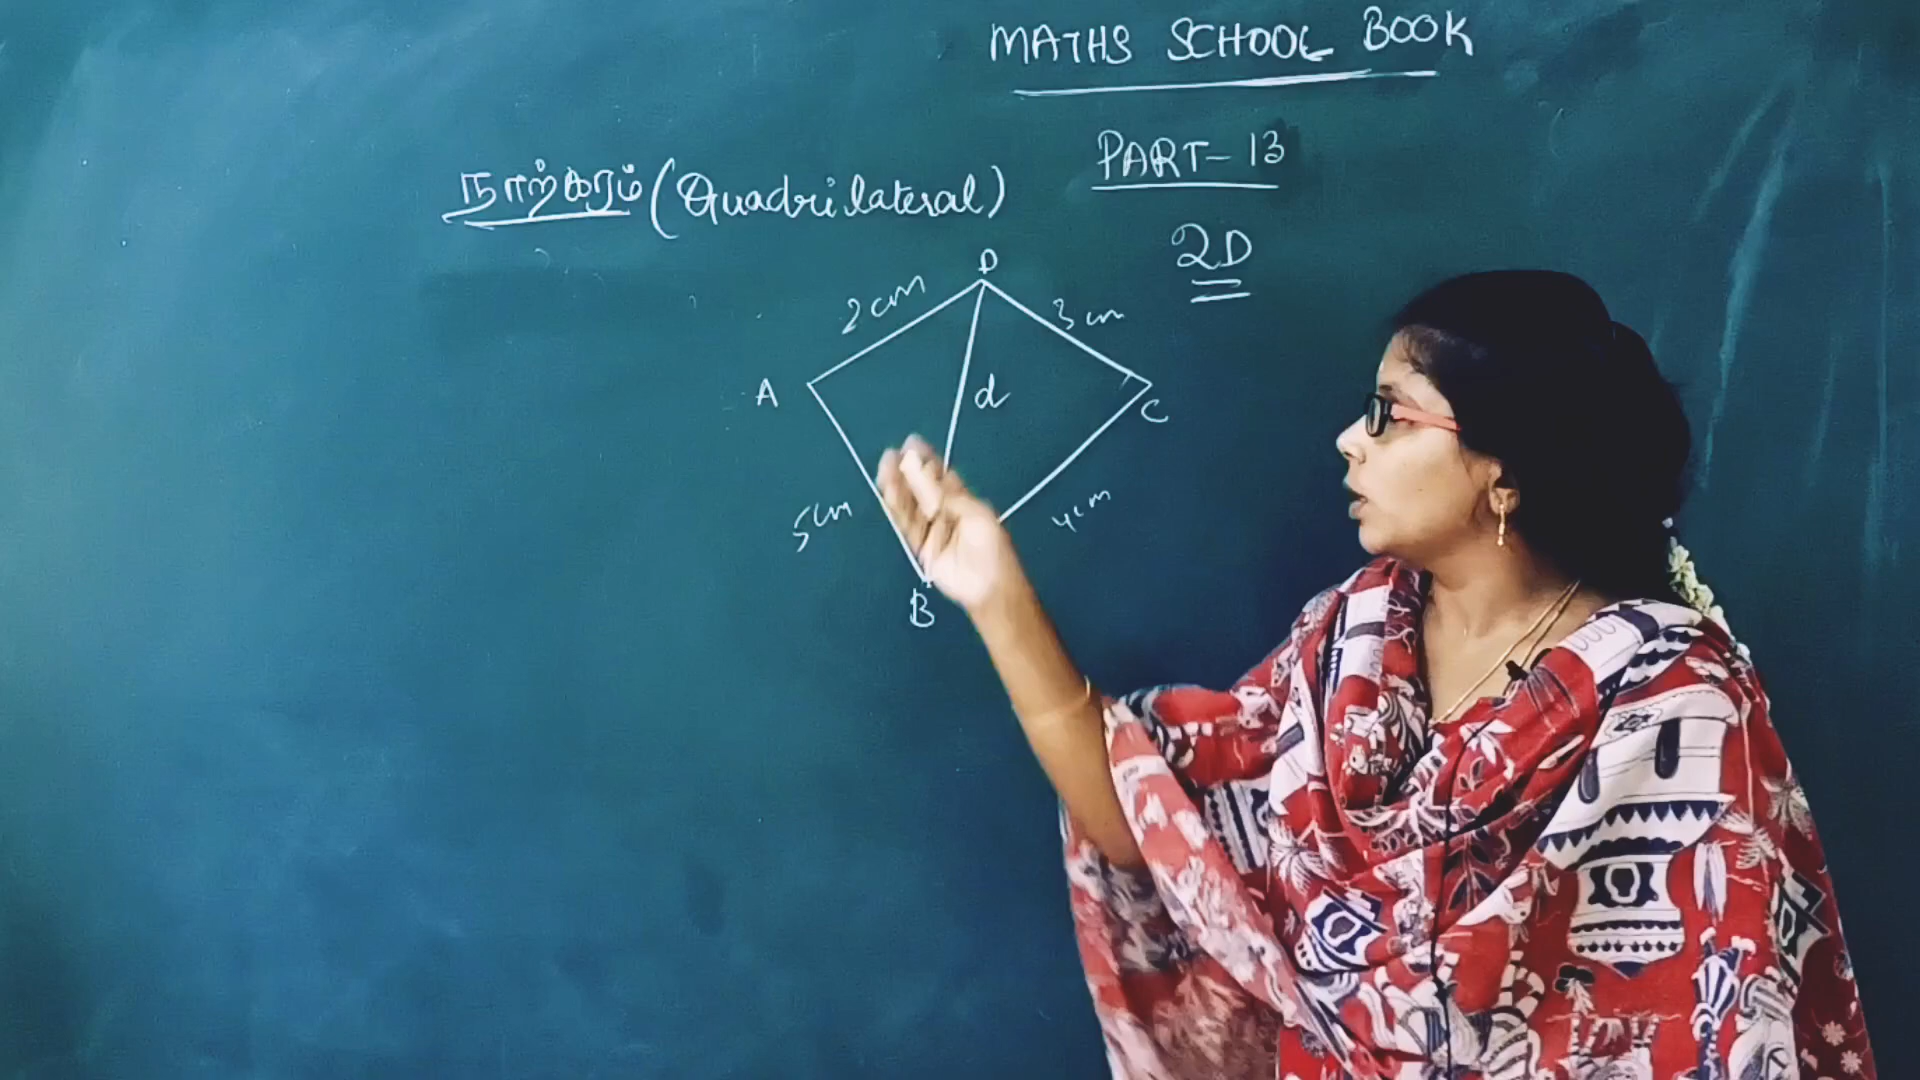 MATHS SCHOOL BOOK
PART-13
நாற்கரம் (Quadrilateral)
2D
D
2cm
3cm
A
d
C
5cm
4cm
B